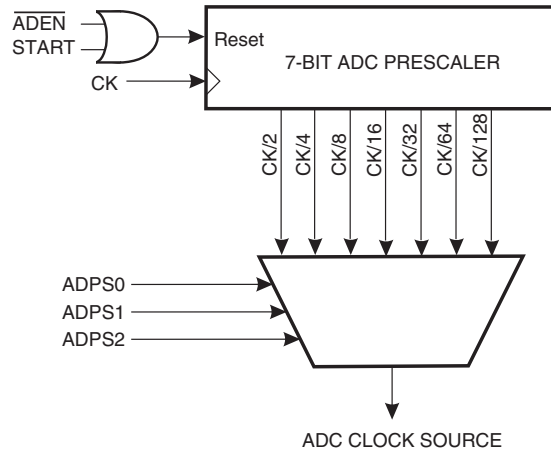 ADEN
START
Reset
7-BIT ADC PRESCALER
CK
CK/2
CK/4
CK/8
CK/16
CK/32
CK/64
CK/128
ADPS0
ADPS1
ADPS2
ADC CLOCK SOURCE